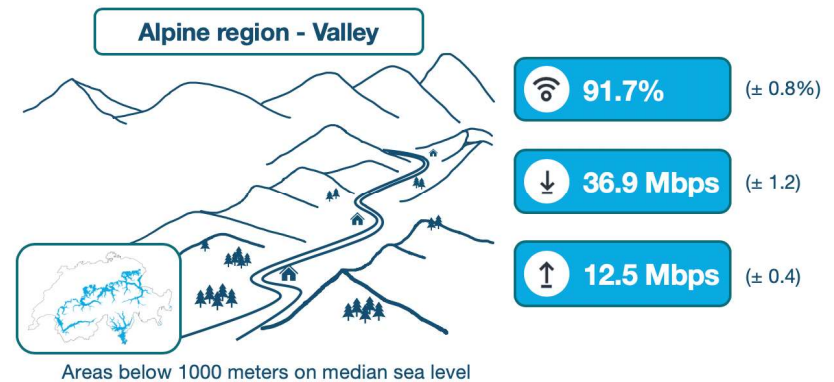 Alpine region - Valley
91.7%
(± 0.8%)
36.9 Mbps
(± 1.2)
12.5 Mbps
(± 0.4)
Areas below 1000 meters on median sea level